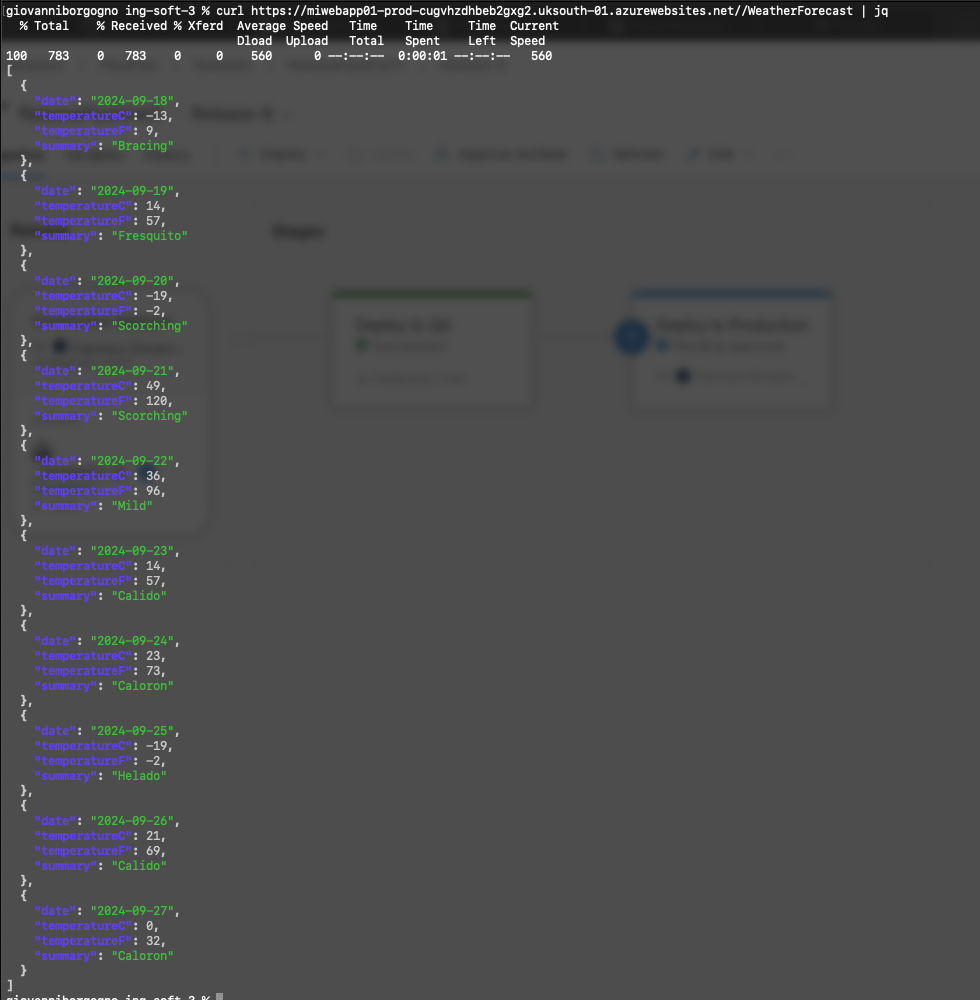 giovanniborgogno ing-soft-3 % curl https://miwebapp01-prod-cugvhzdhbeb2gxg2.uksouth-01.azurewebsites.net//WeatherForecast | jq
  % Total    % Received % Xferd  Average Speed   Time    Time     Time  Current
                                 Dload  Upload   Total   Spent    Left  Speed
100   783    0   783    0     0    560      0 --:--:--  0:00:01 --:--:--   560
[
  {
    "date": "2024-09-18",
    "temperatureC": -13,
    "temperatureF": 9,
    "summary": "Bracing"
  },
  {
    "date": "2024-09-19",
    "temperatureC": 14,
    "temperatureF": 57,
    "summary": "Fresquito"
  },
  {
    "date": "2024-09-20",
    "temperatureC": -19,
    "temperatureF": -2,
    "summary": "Scorching"
  },
  {
    "date": "2024-09-21",
    "temperatureC": 49,
    "temperatureF": 120,
    "summary": "Scorching"
  },
  {
    "date": "2024-09-22",
    "temperatureC": 36,
    "temperatureF": 96,
    "summary": "Mild"
  },
  {
    "date": "2024-09-23",
    "temperatureC": 14,
    "temperatureF": 57,
    "summary": "Calido"
  },
  {
    "date": "2024-09-24",
    "temperatureC": 23,
    "temperatureF": 73,
    "summary": "Caloron"
  },
  {
    "date": "2024-09-25",
    "temperatureC": -19,
    "temperatureF": -2,
    "summary": "Helado"
  },
  {
    "date": "2024-09-26",
    "temperatureC": 21,
    "temperatureF": 69,
    "summary": "Calido"
  },
  {
    "date": "2024-09-27",
    "temperatureC": 0,
    "temperatureF": 32,
    "summary": "Caloron"
  }
]
giovanniborgogno ing-soft-3 %
Stages
Deploy to QA
Deploy to Production